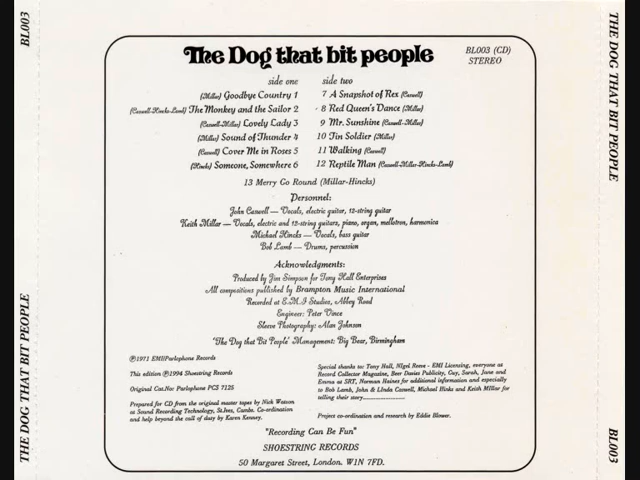 The Dog that bit people
BL003 (CD)
STEREO
side one
(Millar) Goodbye Country 1
(Caswell-Hincks-Lamb) The Monkey and the Sailor 2
(Caswell-Millar) Lovely Lady 3
(Millar) Sound of Thunder 4
(Caswell) Cover Me in Roses 5
(Hincks) Someone, Somewhere 6
side two
7 A Snapshot of Rex (Caswell)
8 Red Queen's Dance (Millar)
9 Mr. Sunshine (Caswell-Millar)
10 Tin Soldier (Millar)
11 Walking (Caswell)
12 Reptile Man (Caswell-Millar-Hincks-Lamb)
13 Merry Go Round (Millar-Hincks)
Personnel:
John Caswell — Vocals, electric guitar, 12-string guitar
Keith Millar — Vocals, electric and 12-string guitars, piano, organ, mellotron, harmonica
Michael Hincks — Vocals, bass guitar
Bob Lamb — Drums, percussion
Acknowledgments:
Produced by Jim Simpson for Tony Hall Enterprises
All compositions published by Brampton Music International
Recorded at E.M.I Studios, Abbey Road
Engineer: Peter Vince
Sleeve Photography: Alan Johnson
"The Dog that Bit People" Management: Big Bear, Birmingham
℗1971 EMI/Parlophone Records
This edition ℗1994 Shoestring Records
Original Cat.No: Parlophone PCS 7125
Prepared for CD from the original master tapes by Nick Watson
at Sound Recording Technology, St.Ives, Cambs. Co-ordination
and help beyond the call of duty by Karen Kenney.
Special thanks to: Tony Hall, Nigel Reeve - EMI Licensing, everyone at
Record Collector Magazine, Beer Davies Publicity, Guy, Sarah, Jane and
Emma at SRT, Norman Haines for additional information and especially
to Bob Lamb, John & Linda Caswell, Michael Hinks and Keith Millar for
telling their story....................
Project co-ordination and research by Eddie Blower.
"Recording Can Be Fun"
SHOESTRING RECORDS
50 Margaret Street, London. W1N 7FD.
BL003
THE DOG THAT BIT PEOPLE
THE DOG THAT BIT PEOPLE
BL003